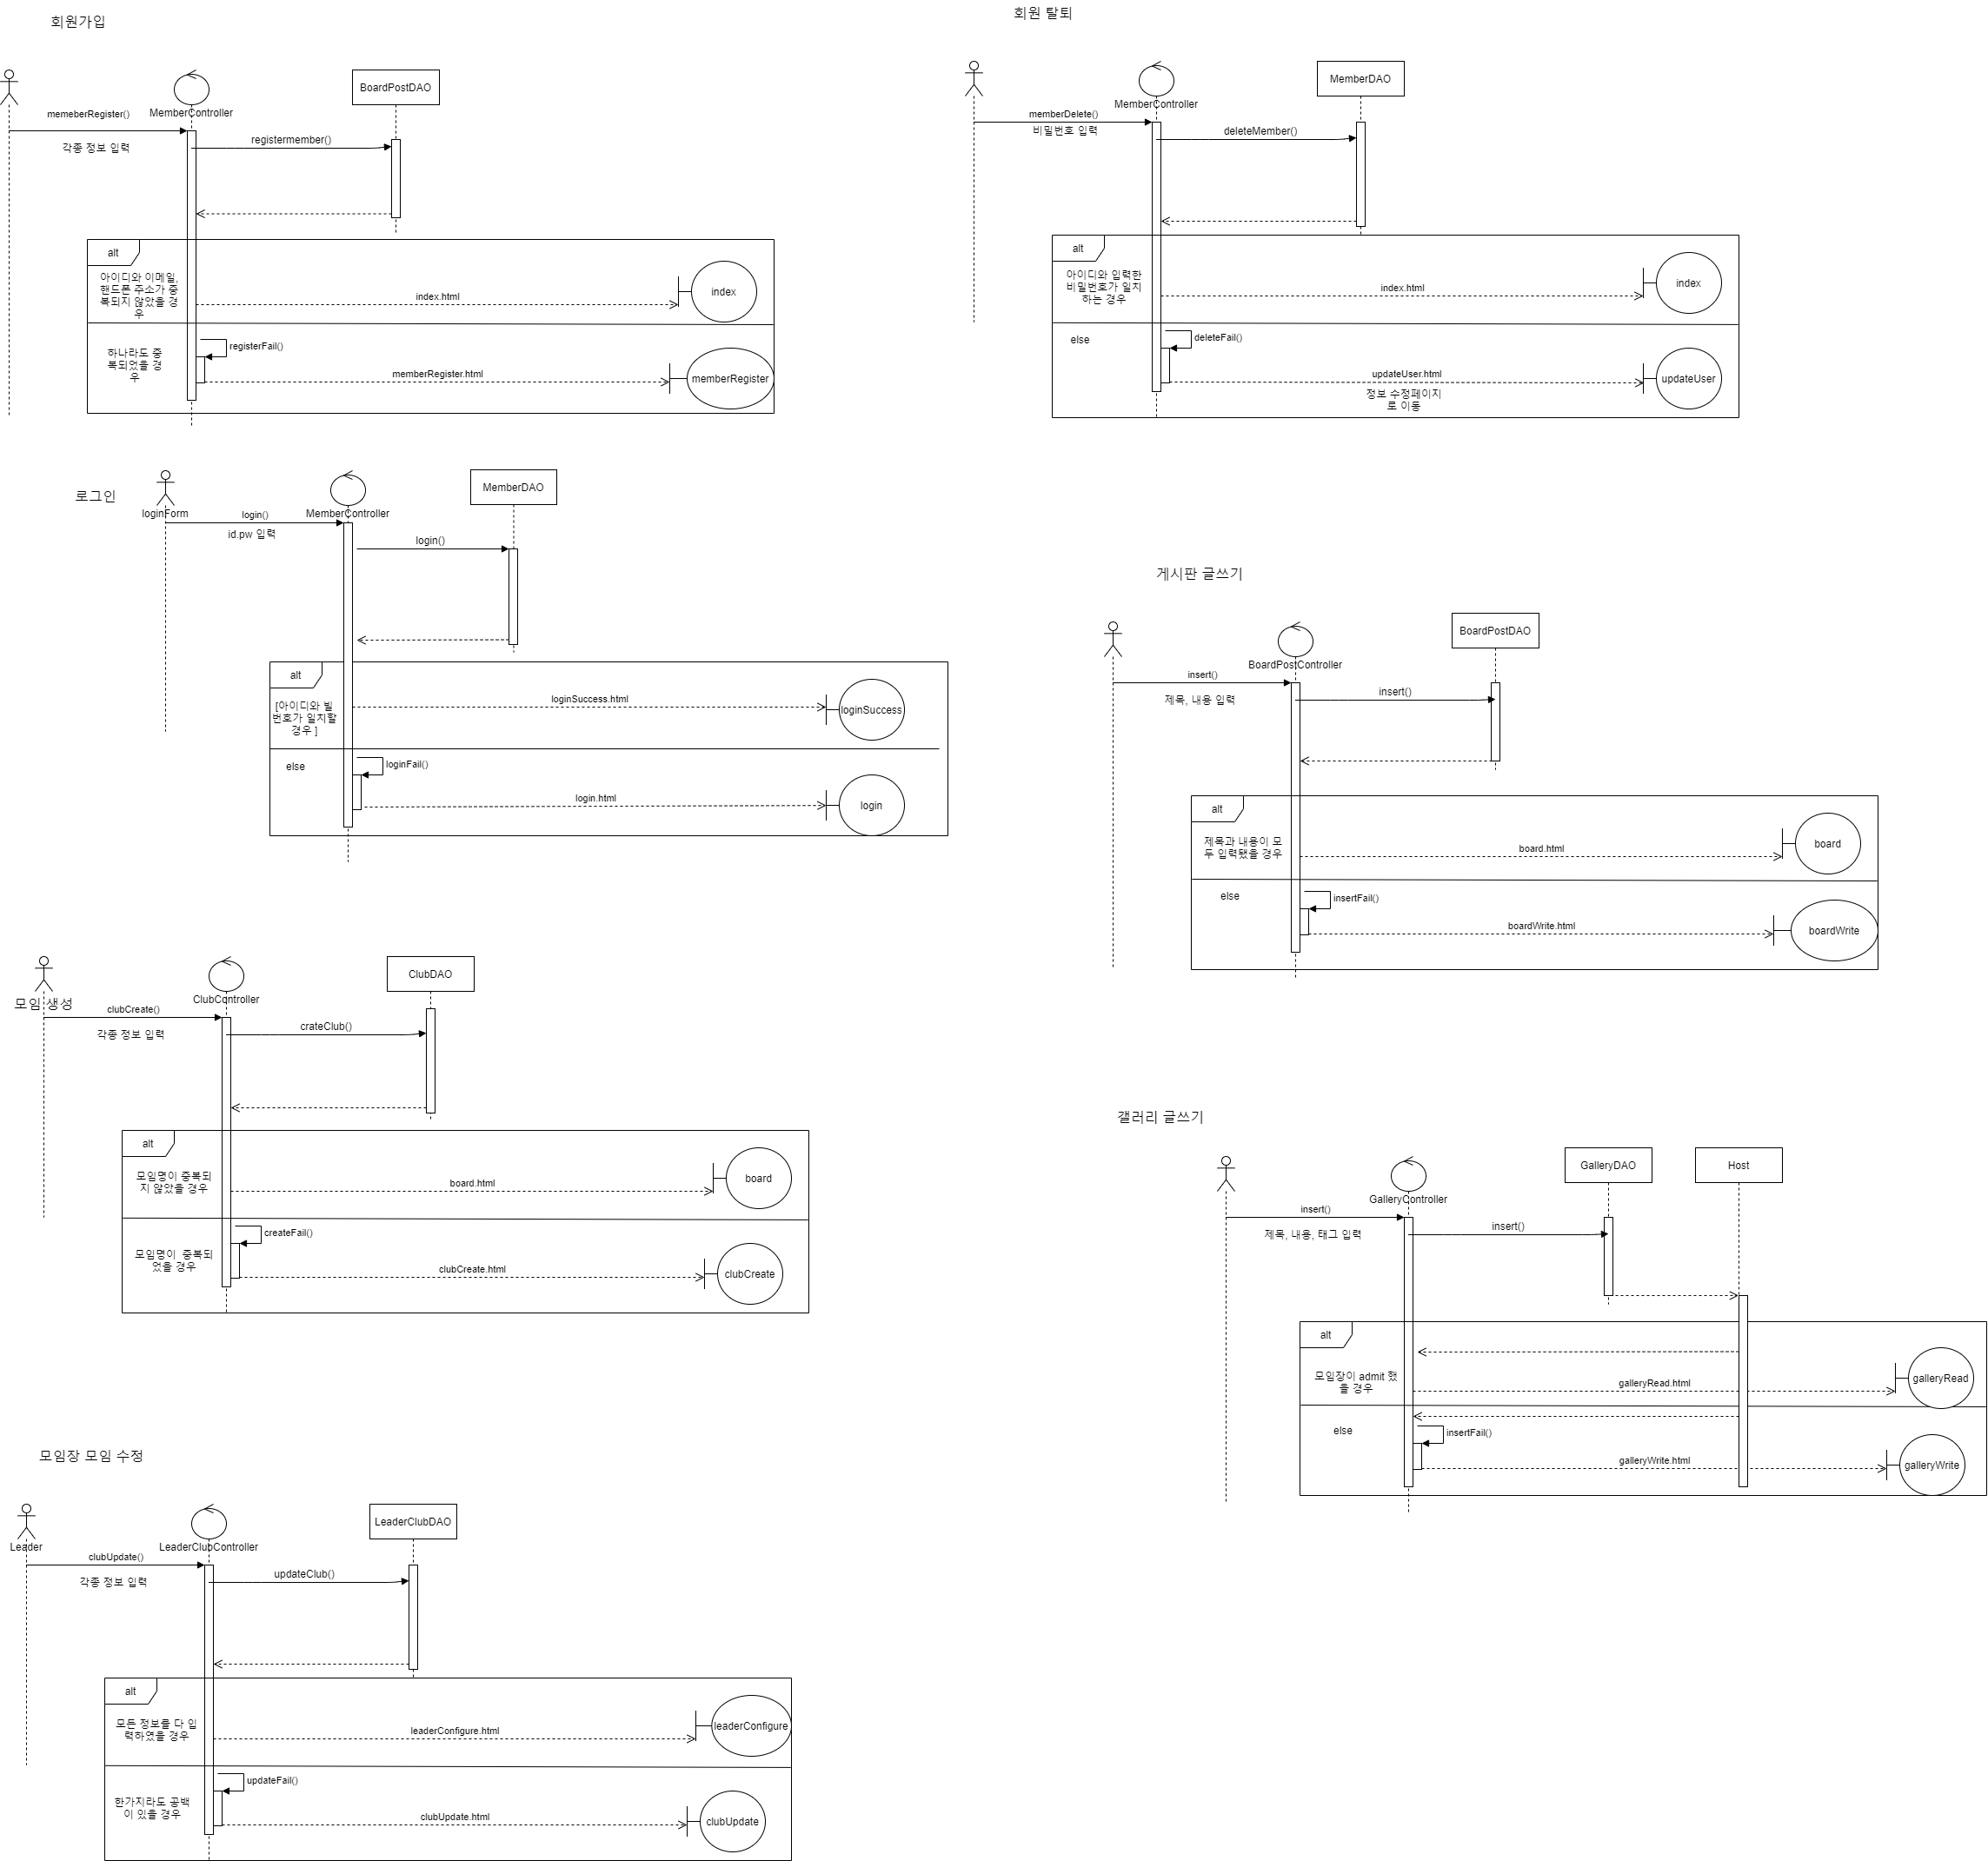 회원가입
MemberController
BoardPostDAO
memeberRegister()
각종 정보 입력
registermember()
alt
아이디와 이메일,
핸드폰 주소가 중
복되지 않았을 경
우
index.html
index
하나라도 중
복되었을 경
우
registerFail()
memberRegister.html
memberRegister
회원 탈퇴
MemberController
MemberDAO
memberDelete()
비밀번호 입력
deleteMember()
alt
아이디와 입력한
비밀번호가 일치
하는 경우
index.html
index
else
deleteFail()
updateUser.html
정보 수정페이지
로 이동
updateUser
로그인
loginForm
MemberController
MemberDAO
login()
id.pw 입력
login()
alt
[아이디와 빌
번호가 일치할
경우 ]
loginSuccess.html
loginSuccess
else
loginFail()
login.html
login
게시판 글쓰기
BoardPostController
BoardPostDAO
insert()
제목, 내용 입력
insert()
alt
제목과 내용이 모
두 입력됐을 경우
board.html
board
else
insertFail()
boardWrite.html
boardWrite
모임 생성
ClubController
ClubDAO
clubCreate()
각종 정보 입력
crateClub()
alt
모임명이 중복되
지 않았을 경우
board.html
board
모임명이 중복되
었을 경우
createFail()
clubCreate.html
clubCreate
갤러리 글쓰기
GalleryController
GalleryDAO
Host
insert()
제목, 내용, 태그 입력
insert()
alt
모임장이 admit 했
을 경우
galleryRead.html
galleryRead
else
insertFail()
galleryWrite.html
galleryWrite
모임장 모임 수정
Leader
LeaderClubController
LeaderClubDAO
clubUpdate()
각종 정보 입력
updateClub()
alt
모든 정보를 다 입
력하였을 경우
leaderConfigure.html
leaderConfigure
한가지라도 공백
이 있을 경우
updateFail()
clubUpdate.html
clubUpdate